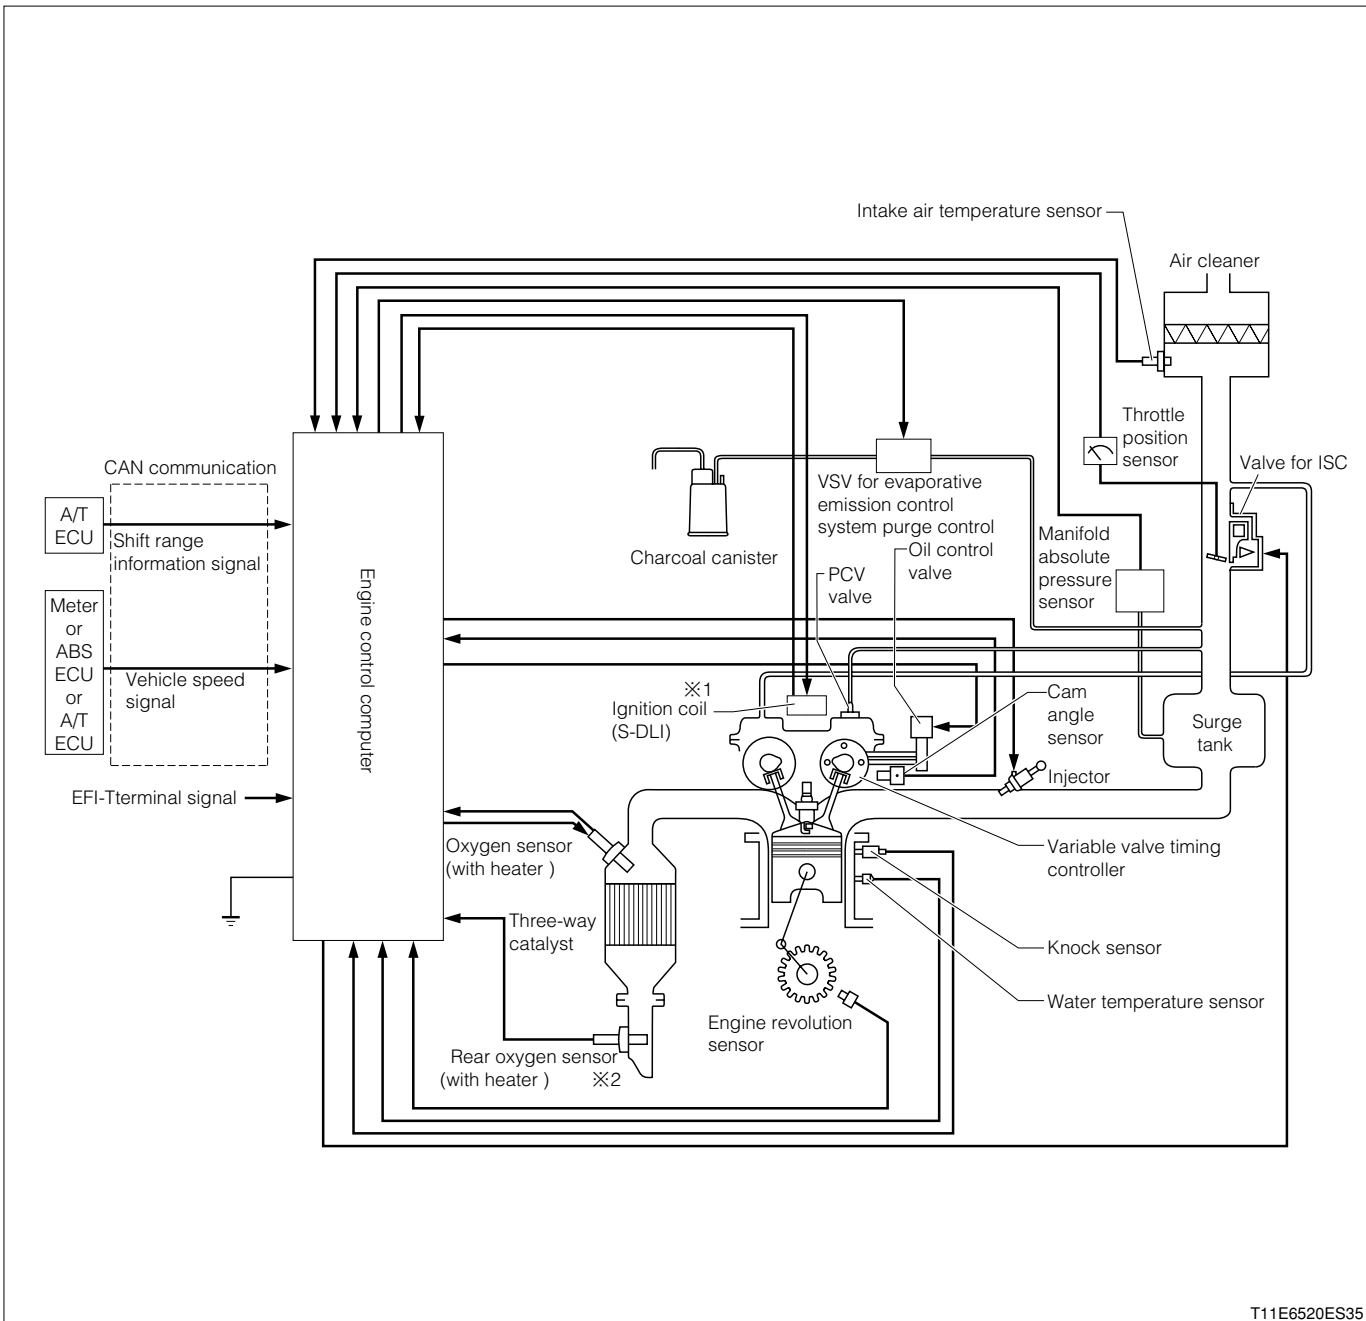 Intake air temperature sensor
Air cleaner
Throttle
position
sensor
Valve for ISC
CAN communication
A/T
ECU
Shift range
information signal
Meter
or
ABS
ECU
or
A/T
ECU
Vehicle speed
signal
EFI-Tterminal signal
Engine control computer
Charcoal canister
VSV for evaporative
emission control
system purge control
Oil control
valve
PCV
valve
Manifold
absolute
pressure
sensor
※1
Ignition coil
(S-DLI)
Cam
angle
sensor
Surge
tank
Injector
Oxygen sensor
(with heater )
Variable valve timing
controller
Three-way
catalyst
Knock sensor
Water temperature sensor
Engine revolution
sensor
Rear oxygen sensor
(with heater ) ※2
T11E6520ES35